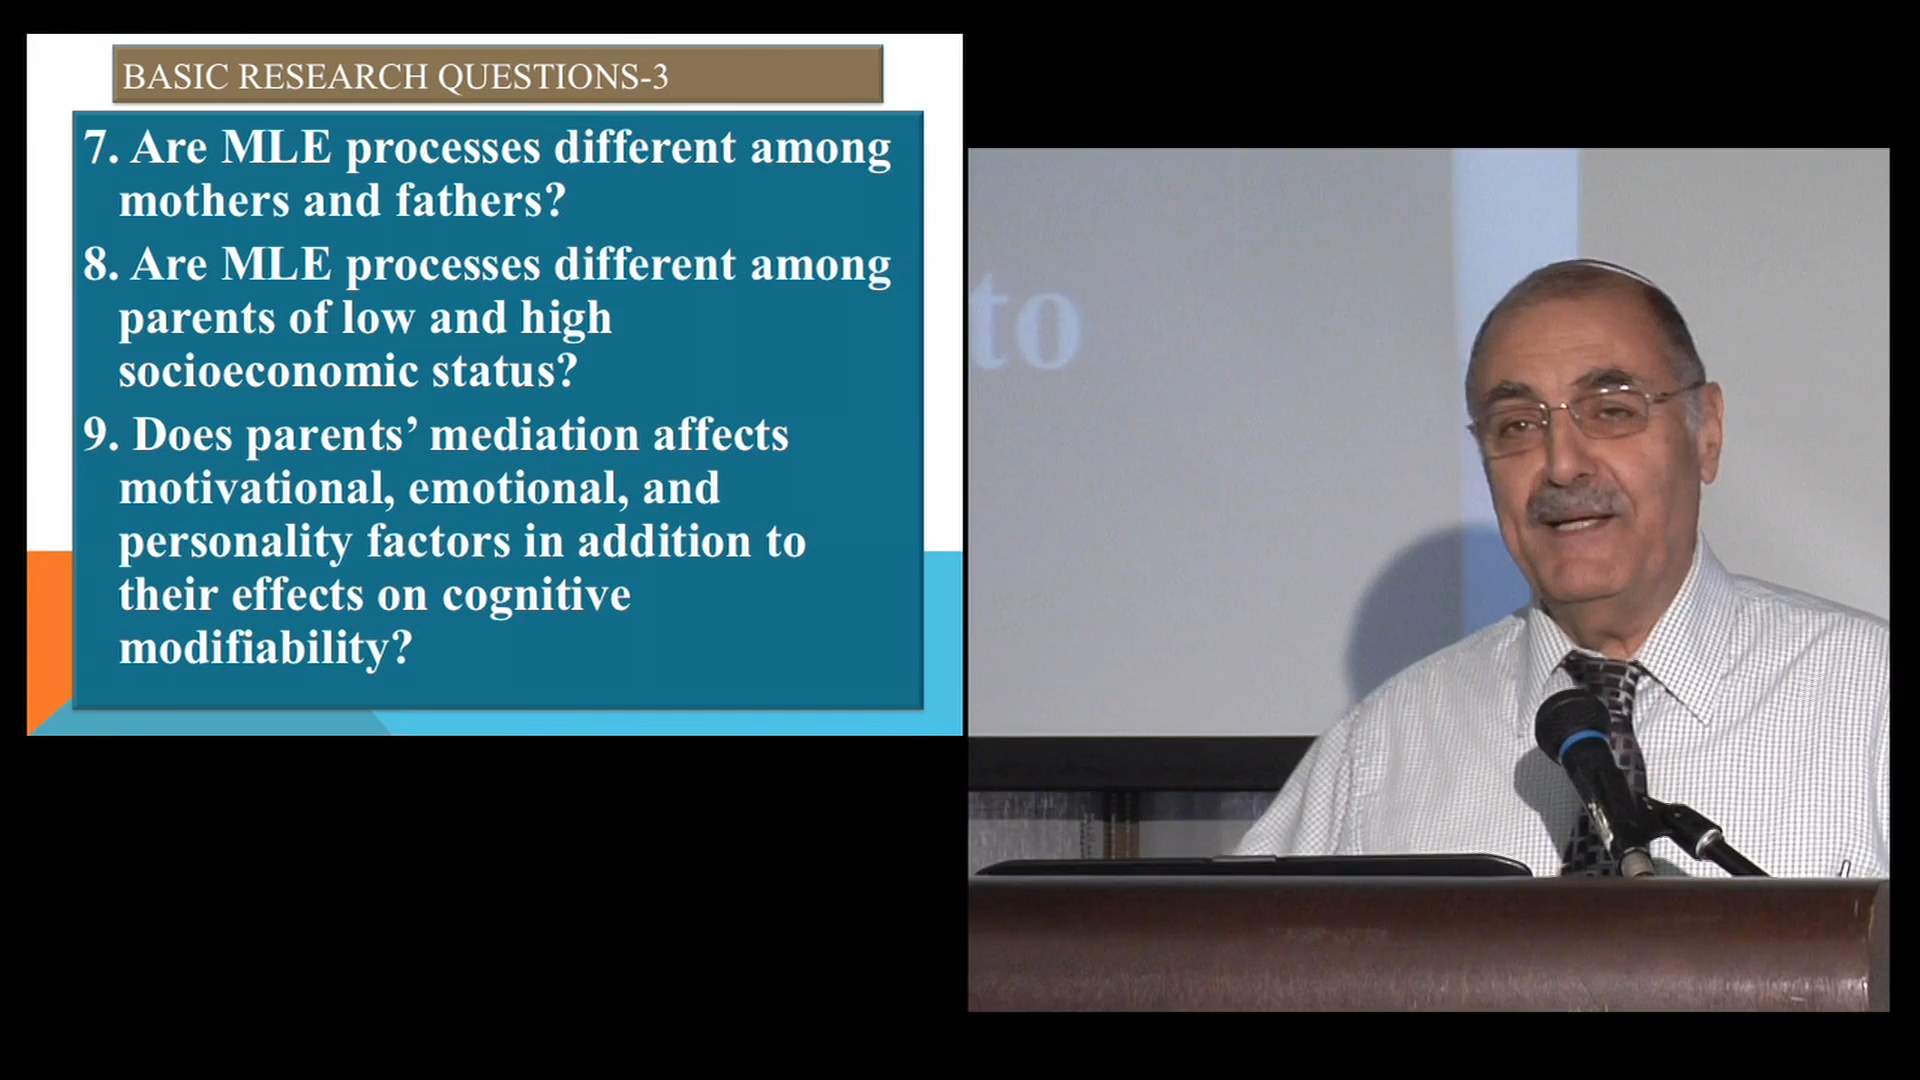 BASIC RESEARCH QUESTIONS-3
7. Are MLE processes different among
mothers and fathers?
8. Are MLE processes different among
parents of low and high
socioeconomic status?
9. Does parents’ mediation affects
motivational, emotional, and
personality factors in addition to
their effects on cognitive
modifiability?
to